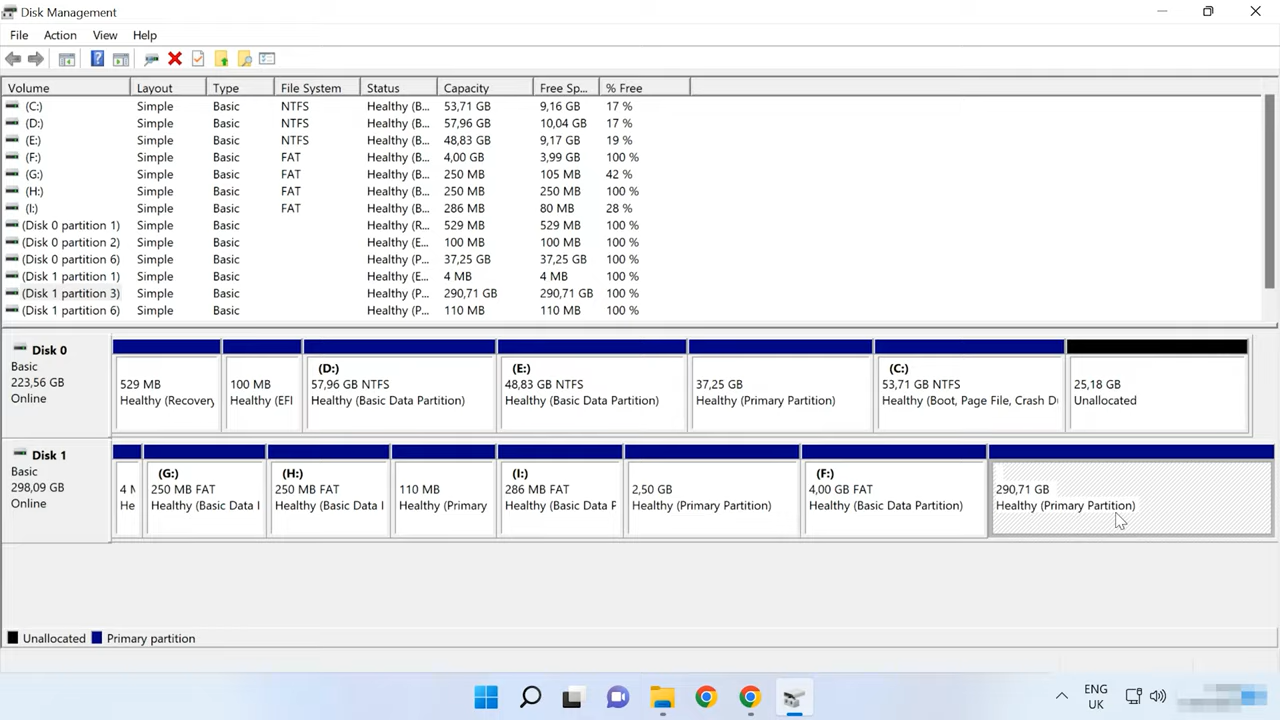 Disk Management
File Action View Help
Volume Layout Type File System Status Capacity Free Sp... % Free
(C:) Simple Basic NTFS Healthy (B... 53,71 GB 9,16 GB 17 %
(D:) Simple Basic NTFS Healthy (B... 57,96 GB 10,04 GB 17 %
(E:) Simple Basic NTFS Healthy (B... 48,83 GB 9,17 GB 19 %
(F:) Simple Basic FAT Healthy (B... 4,00 GB 3,99 GB 100 %
(G:) Simple Basic FAT Healthy (B... 250 MB 105 MB 42 %
(H:) Simple Basic FAT Healthy (B... 250 MB 250 MB 100 %
(I:) Simple Basic FAT Healthy (B... 286 MB 80 MB 28 %
(Disk 0 partition 1) Simple Basic Healthy (R... 529 MB 529 MB 100 %
(Disk 0 partition 2) Simple Basic Healthy (E... 100 MB 100 MB 100 %
(Disk 0 partition 6) Simple Basic Healthy (P... 37,25 GB 37,25 GB 100 %
(Disk 1 partition 1) Simple Basic Healthy (E... 4 MB 4 MB 100 %
(Disk 1 partition 3) Simple Basic Healthy (P... 290,71 GB 290,71 GB 100 %
(Disk 1 partition 6) Simple Basic Healthy (P... 110 MB 110 MB 100 %
Disk 0
Basic
223,56 GB
Online
529 MB
Healthy (Recovery
100 MB
Healthy (EFI
(D:)
57,96 GB NTFS
Healthy (Basic Data Partition)
(E:)
48,83 GB NTFS
Healthy (Basic Data Partition)
37,25 GB
Healthy (Primary Partition)
(C:)
53,71 GB NTFS
Healthy (Boot, Page File, Crash D
25,18 GB
Unallocated
Disk 1
Basic
298,09 GB
Online
4 M
He
(G:)
250 MB FAT
Healthy (Basic Data
(H:)
250 MB FAT
Healthy (Basic Data
110 MB
Healthy (Primary
(I:)
286 MB FAT
Healthy (Basic Data P
2,50 GB
Healthy (Primary Partition)
(F:)
4,00 GB FAT
Healthy (Basic Data Partition)
290,71 GB
Healthy (Primary Partition)
Unallocated Primary partition
ENG
UK